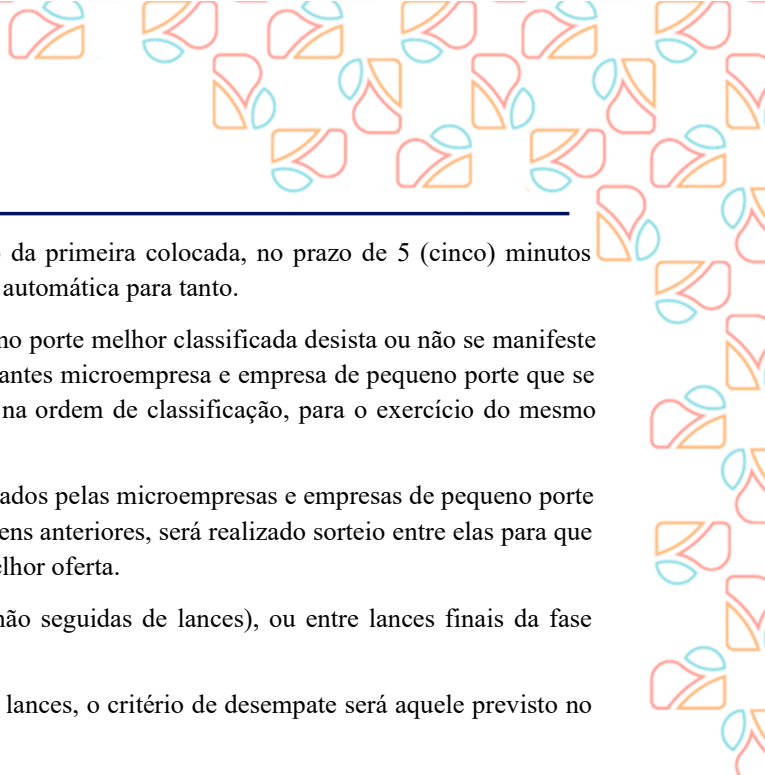 da primeira colocada, no prazo de 5 (cinco) minutos
automática para tanto.
no porte melhor classificada desista ou não se manifeste
antes microempresa e empresa de pequeno porte que se
na ordem de classificação, para o exercício do mesmo
ados pelas microempresas e empresas de pequeno porte
ens anteriores, será realizado sorteio entre elas para que
elhor oferta.
não seguidas de lances), ou entre lances finais da fase
lances, o critério de desempate será aquele previsto no